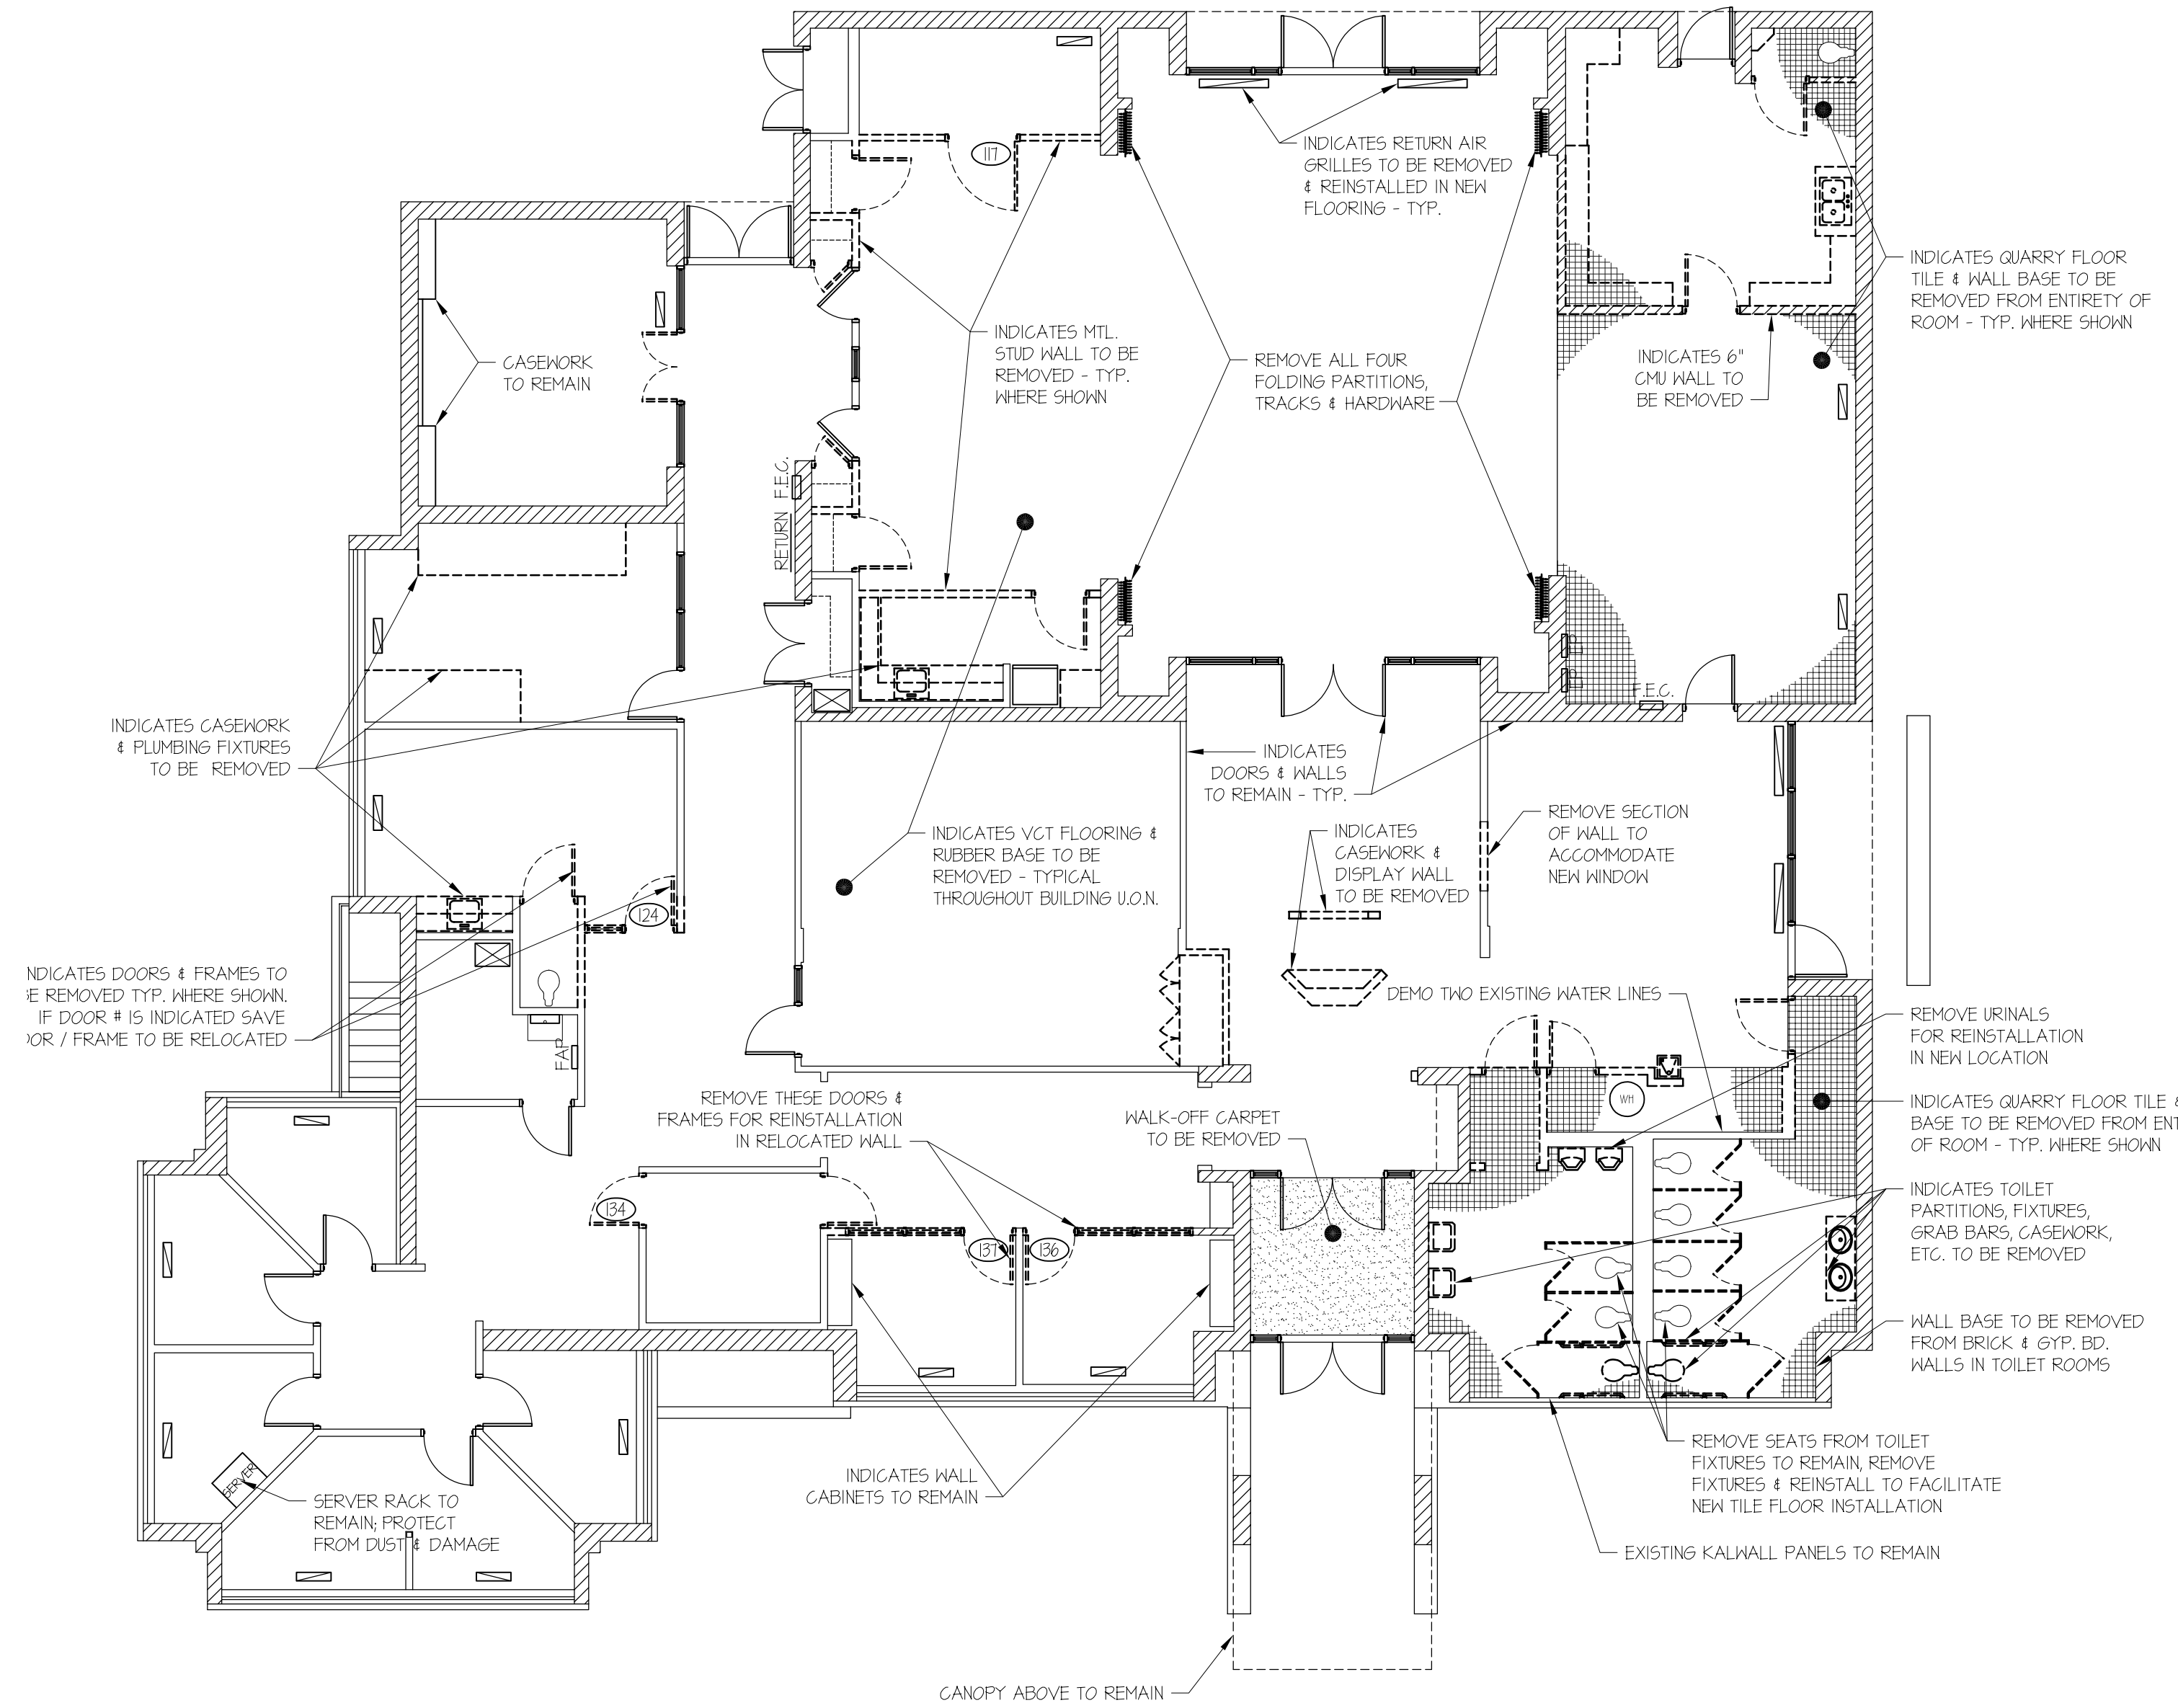 117
INDICATES RETURN AIR
GRILLES TO BE REMOVED
& REINSTALLED IN NEW
FLOORING - TYP.
INDICATES QUARRY FLOOR
TILE & WALL BASE TO BE
REMOVED FROM ENTIRETY OF
ROOM - TYP. WHERE SHOWN
CASEWORK
TO REMAIN
INDICATES MTL.
STUD WALL TO BE
REMOVED - TYP.
WHERE SHOWN
REMOVE ALL FOUR
FOLDING PARTITIONS,
TRACKS & HARDWARE
INDICATES 6"
CMU WALL TO
BE REMOVED
RETURN F.E.C.
F.E.C.
INDICATES CASEWORK
& PLUMBING FIXTURES
TO BE REMOVED
INDICATES
DOORS & WALLS
TO REMAIN - TYP.
INDICATES VCT FLOORING &
RUBBER BASE TO BE
REMOVED - TYPICAL
THROUGHOUT BUILDING U.O.N.
INDICATES
CASEWORK &
DISPLAY WALL
TO BE REMOVED
REMOVE SECTION
OF WALL TO
ACCOMMODATE
NEW WINDOW
124
NDICATES DOORS & FRAMES TO
BE REMOVED TYP. WHERE SHOWN.
IF DOOR # IS INDICATED SAVE
OOR / FRAME TO BE RELOCATED
FAP
DEMO TWO EXISTING WATER LINES
REMOVE URINALS
FOR REINSTALLATION
IN NEW LOCATION
WH
REMOVE THESE DOORS &
FRAMES FOR REINSTALLATION
IN RELOCATED WALL
WALK-OFF CARPET
TO BE REMOVED
INDICATES QUARRY FLOOR TILE &
BASE TO BE REMOVED FROM ENT
OF ROOM - TYP. WHERE SHOWN
134
137
136
INDICATES TOILET
PARTITIONS, FIXTURES,
GRAB BARS, CASEWORK,
ETC. TO BE REMOVED
WALL BASE TO BE REMOVED
FROM BRICK & GYP. BD.
WALLS IN TOILET ROOMS
SERVER
SERVER RACK TO
REMAIN; PROTECT
FROM DUST & DAMAGE
INDICATES WALL
CABINETS TO REMAIN
REMOVE SEATS FROM TOILET
FIXTURES TO REMAIN, REMOVE
FIXTURES & REINSTALL TO FACILITATE
NEW TILE FLOOR INSTALLATION
EXISTING KALWALL PANELS TO REMAIN
CANOPY ABOVE TO REMAIN